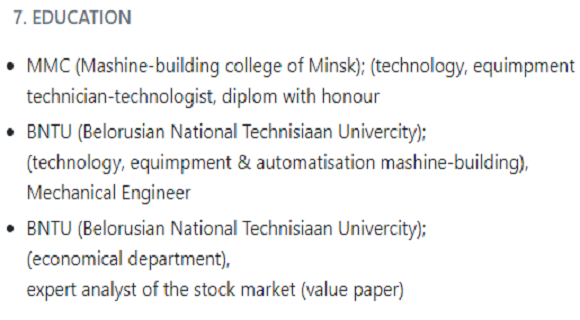 7. EDUCATION
• MMC (Mashine-building college of Minsk); (technology, equimpment
technician-technologist, diplom with honour
• BNTU (Belorusian National Technisiaan Univercity);
(technology, equimpment & automatisation mashine-building),
Mechanical Engineer
• BNTU (Belorusian National Technisiaan Univercity);
(economical department),
expert analyst of the stock market (value paper)